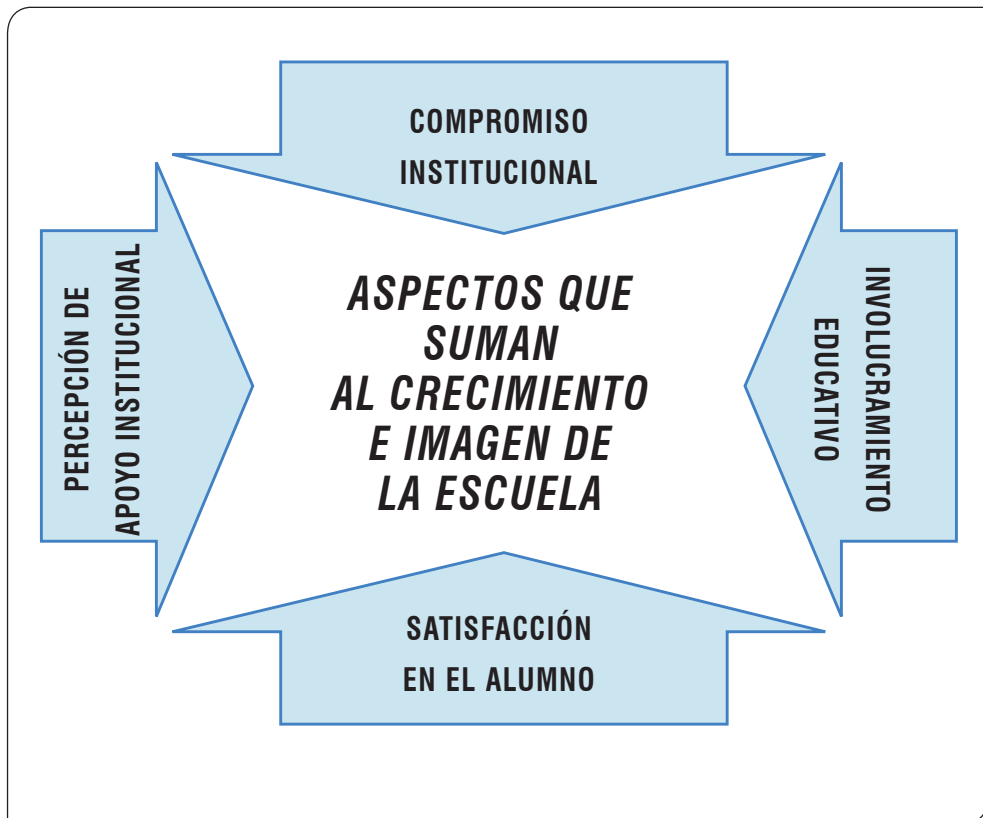 COMPROMISO
INSTITUCIONAL
PERCEPCIÓN DE
APOYO INSTITUCIONAL
ASPECTOS QUE
SUMAN
AL CRECIMIENTO
E IMAGEN DE
LA ESCUELA
INVOLUCRAMIENTO
EDUCATIVO
SATISFACCIÓN
EN EL ALUMNO